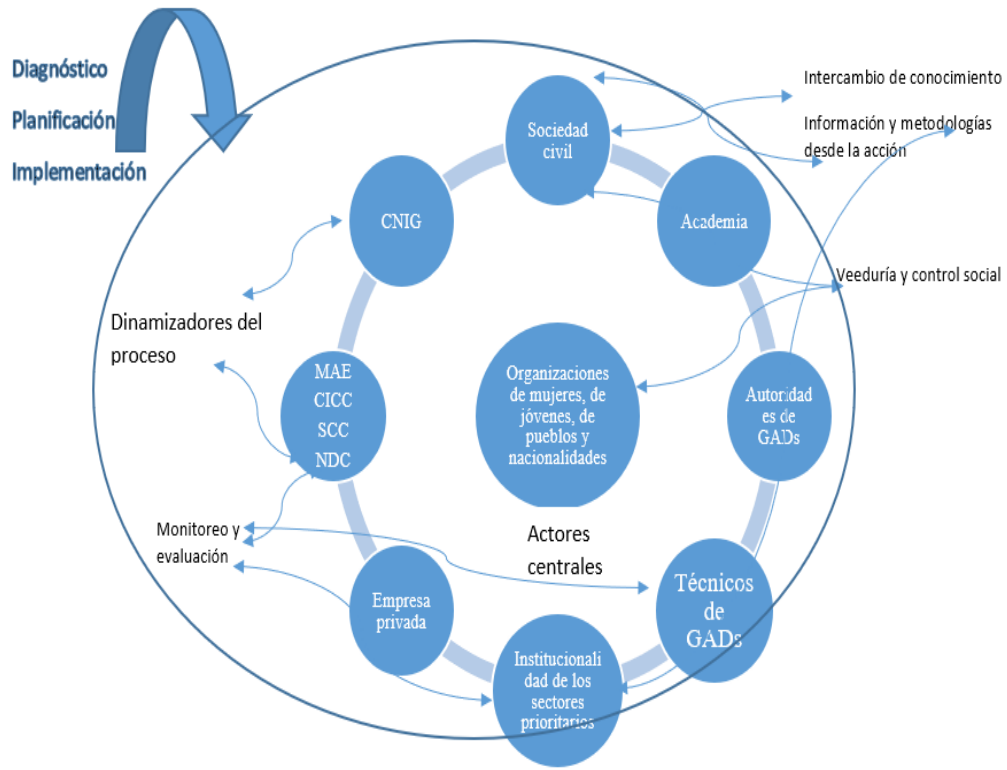 Diagnóstico
Planificación
Implementación
Sociedad
civil
Intercambio de conocimiento
Información y metodologías
desde la acción
CNIG
Academia
Veeduría y control social
Dinamizadores del
proceso
MAE
CICC
SCC
NDC
Organizaciones
de mujeres, de
jóvenes, de
pueblos y
nacionalidades
Autoridad
es de
GADs
Monitoreo y
evaluación
Actores
centrales
Empresa
privada
Técnicos
de
GADs
Institucionali
dad de los
sectores
prioritarios